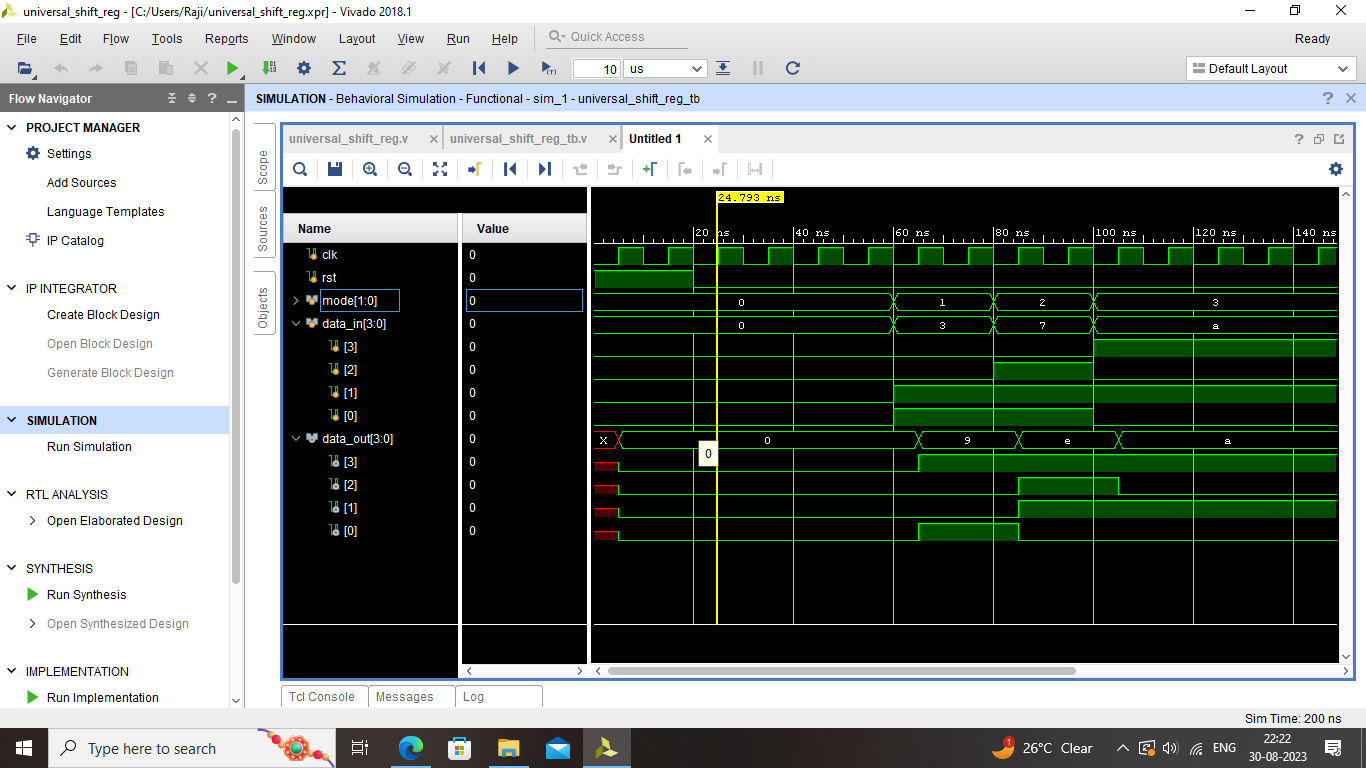 universal_shift_reg - [C:/Users/Raji/universal_shift_reg.xpr] - Vivado 2018.1
File Edit Flow Tools Reports Window Layout View Run Help Quick Access Ready
10 us Default Layout
Flow Navigator
SIMULATION - Behavioral Simulation - Functional - sim_1 - universal_shift_reg_tb
PROJECT MANAGER
Settings
Add Sources
Language Templates
IP Catalog
IP INTEGRATOR
Create Block Design
Open Block Design
Generate Block Design
SIMULATION
Run Simulation
RTL ANALYSIS
Open Elaborated Design
SYNTHESIS
Run Synthesis
Open Synthesized Design
IMPLEMENTATION
Run Implementation
Scope
Sources
Objects
universal_shift_reg.v universal_shift_reg_tb.v Untitled 1
24.793 ns
Name Value
20 ns 40 ns 60 ns 80 ns 100 ns 120 ns 140 ns
clk 0
rst 0
mode[1:0] 0 0 1 2 3
data_in[3:0] 0 0 3 7 a
[3] 0
[2] 0
[1] 0
[0] 0
data_out[3:0] 0 X 0 9 e a
0
[3] 0
[2] 0
[1] 0
[0] 0
Tcl Console Messages Log
Sim Time: 200 ns
Type here to search
1 26°C Clear ENG
22:22
30-08-2023